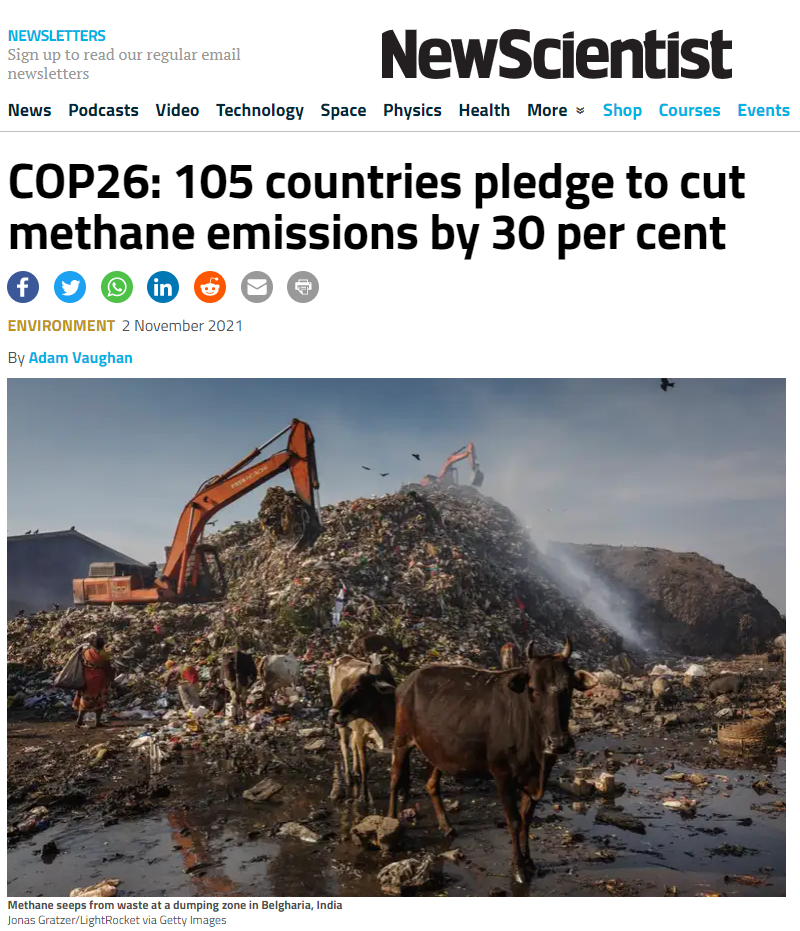 NEWSLETTERS
Sign up to read our regular email
newsletters
NewScientist
News Podcasts Video Technology Space Physics Health More Shop Courses Events
COP26: 105 countries pledge to cut
methane emissions by 30 per cent
ENVIRONMENT 2 November 2021
By Adam Vaughan
Methane seeps from waste at a dumping zone in Belgharia, India
Jonas Gratzer/LightRocket via Getty Images